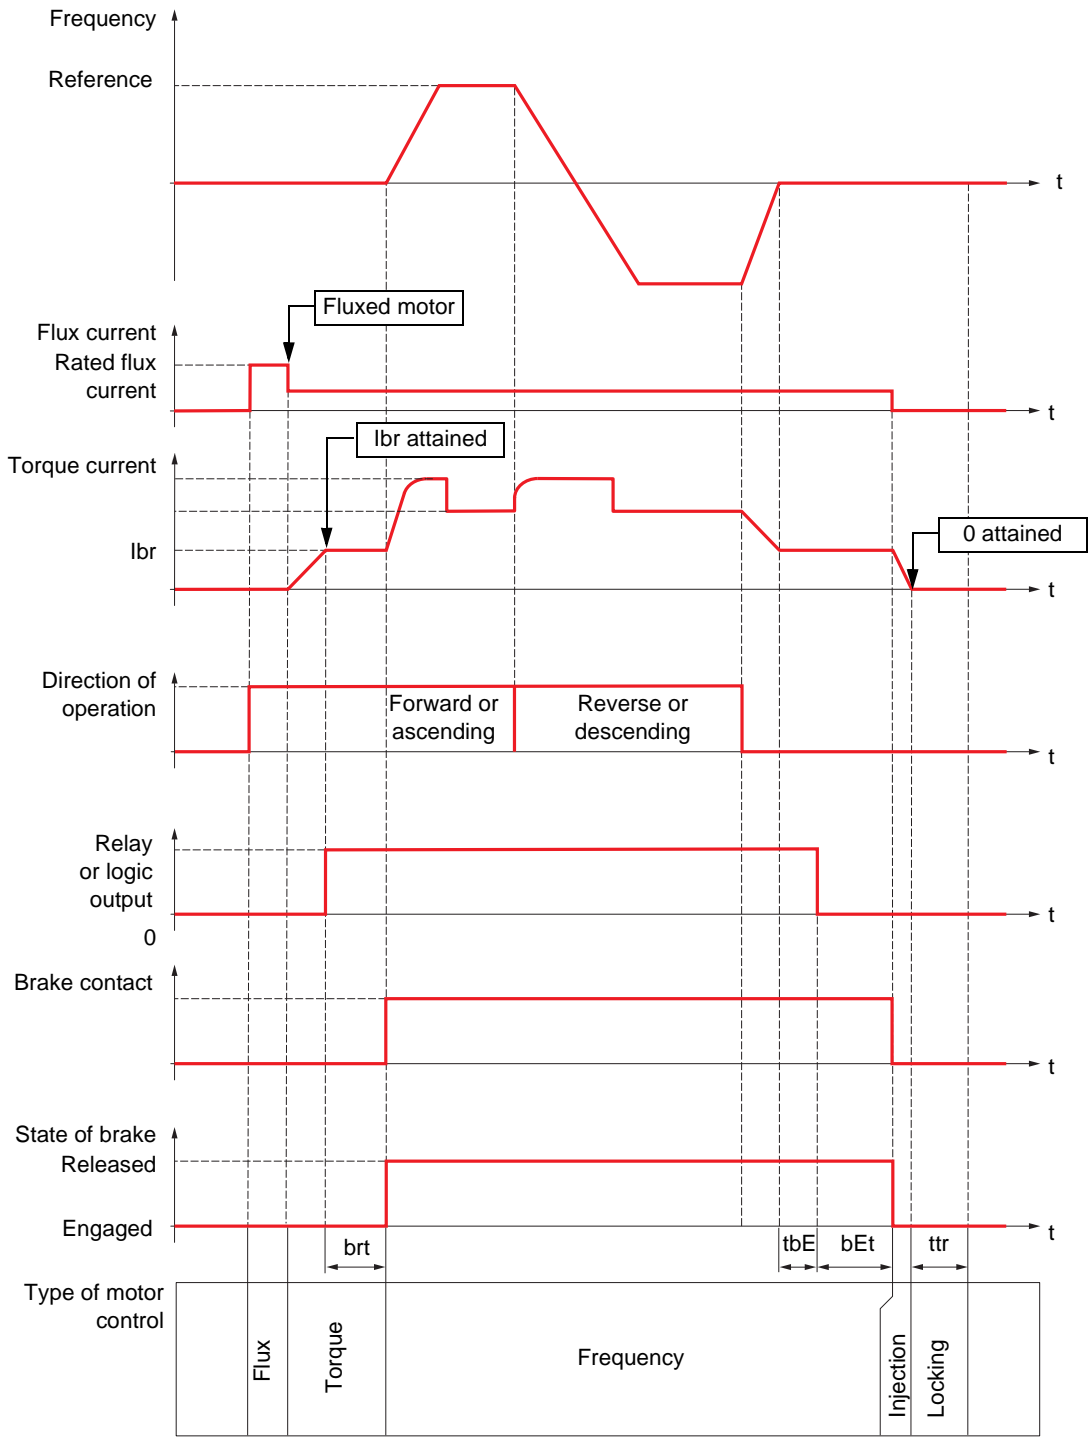 Frequency
Reference
t
Fluxed motor
Flux current
Rated flux
current
t
Ibr attained
Torque current
Ibr
0 attained
t
Direction of
operation
Forward or
ascending
Reverse or
descending
t
Relay
or logic
output
0
t
Brake contact
t
State of brake
Released
Engaged
t
brt
tbE
bEt
ttr
Type of motor
control
Flux
Torque
Frequency
Injection
Locking